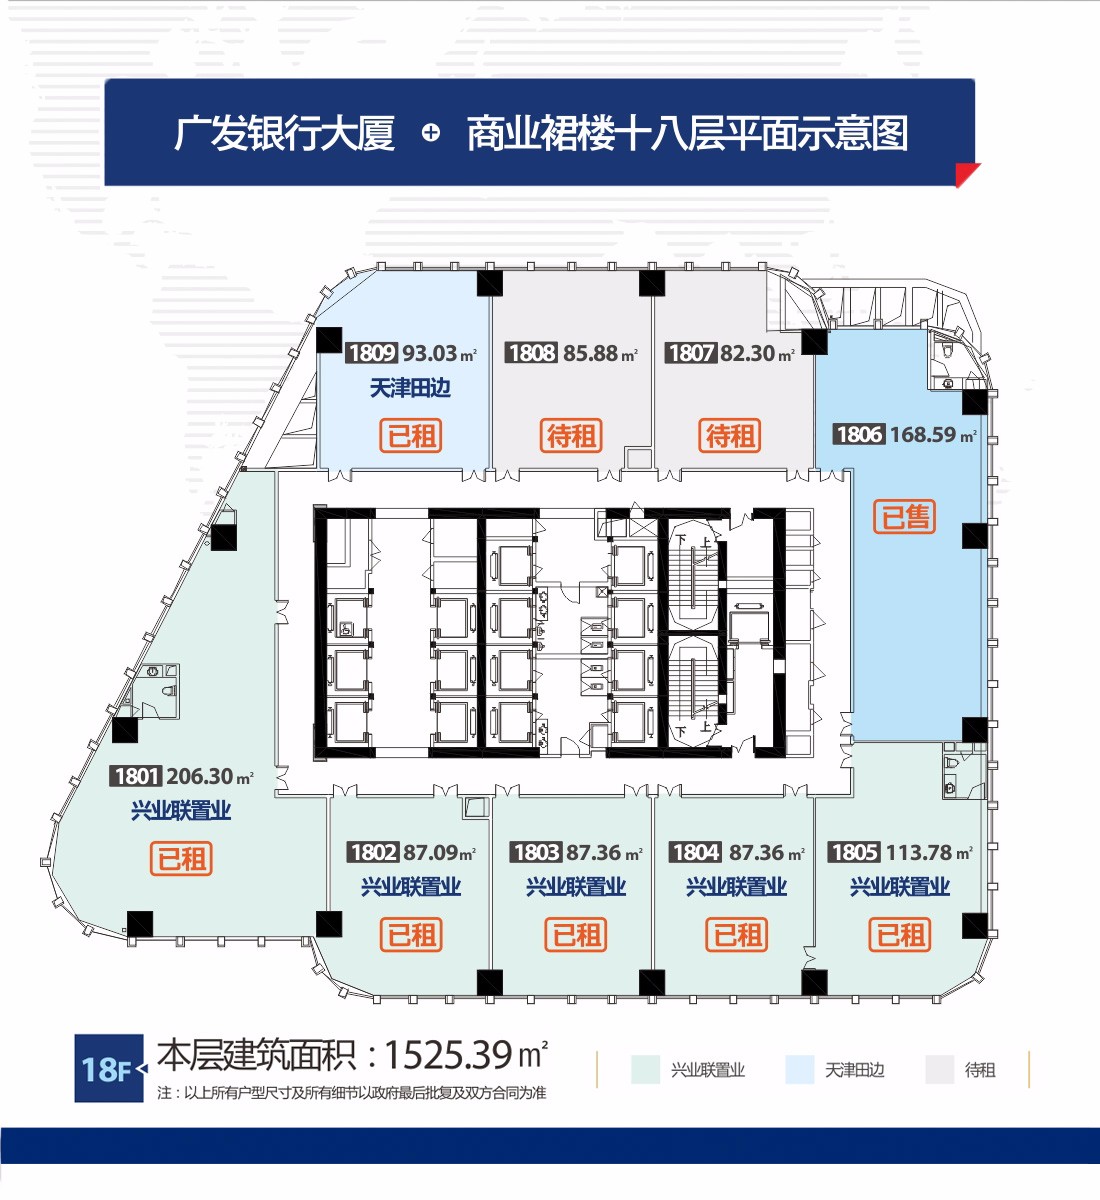 广发银行大厦 商业裙楼十八层平面示意图
1809 93.03 m²
天津田边
已租
1808 85.88 m²
待租
1807 82.30 m²
待租
1806 168.59 m²
已售
下 上
下 上
1801 206.30 m²
兴业联置业
已租
1802 87.09 m²
兴业联置业
已租
1803 87.36 m²
兴业联置业
已租
1804 87.36 m²
兴业联置业
已租
1805 113.78 m²
兴业联置业
已租
18F
本层建筑面积：1525.39 m²
注：以上所有户型尺寸及所有细节以政府最后批复及双方合同为准
兴业联置业
天津田边
待租